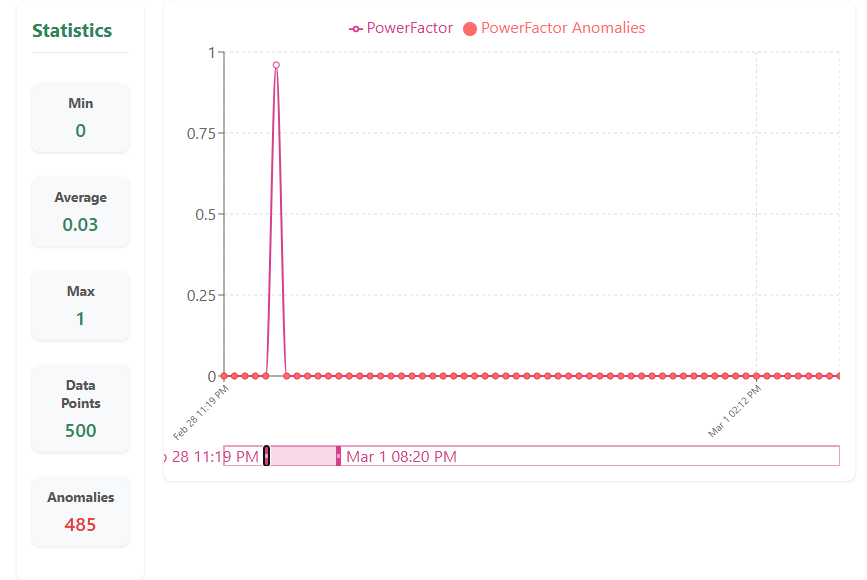 Statistics
Min
0
Average
0.03
Max
1
Data
Points
500
Anomalies
485
PowerFactor PowerFactor Anomalies
1
0.75
0.5
0.25
0
Feb 28 11:19 PM
Mar 1 02:12 PM
28 11:19 PM
Mar 1 08:20 PM